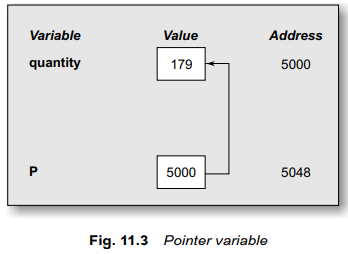 Variable Value Address
quantity 179 5000
P 5000 5048
Fig. 11.3 Pointer variable